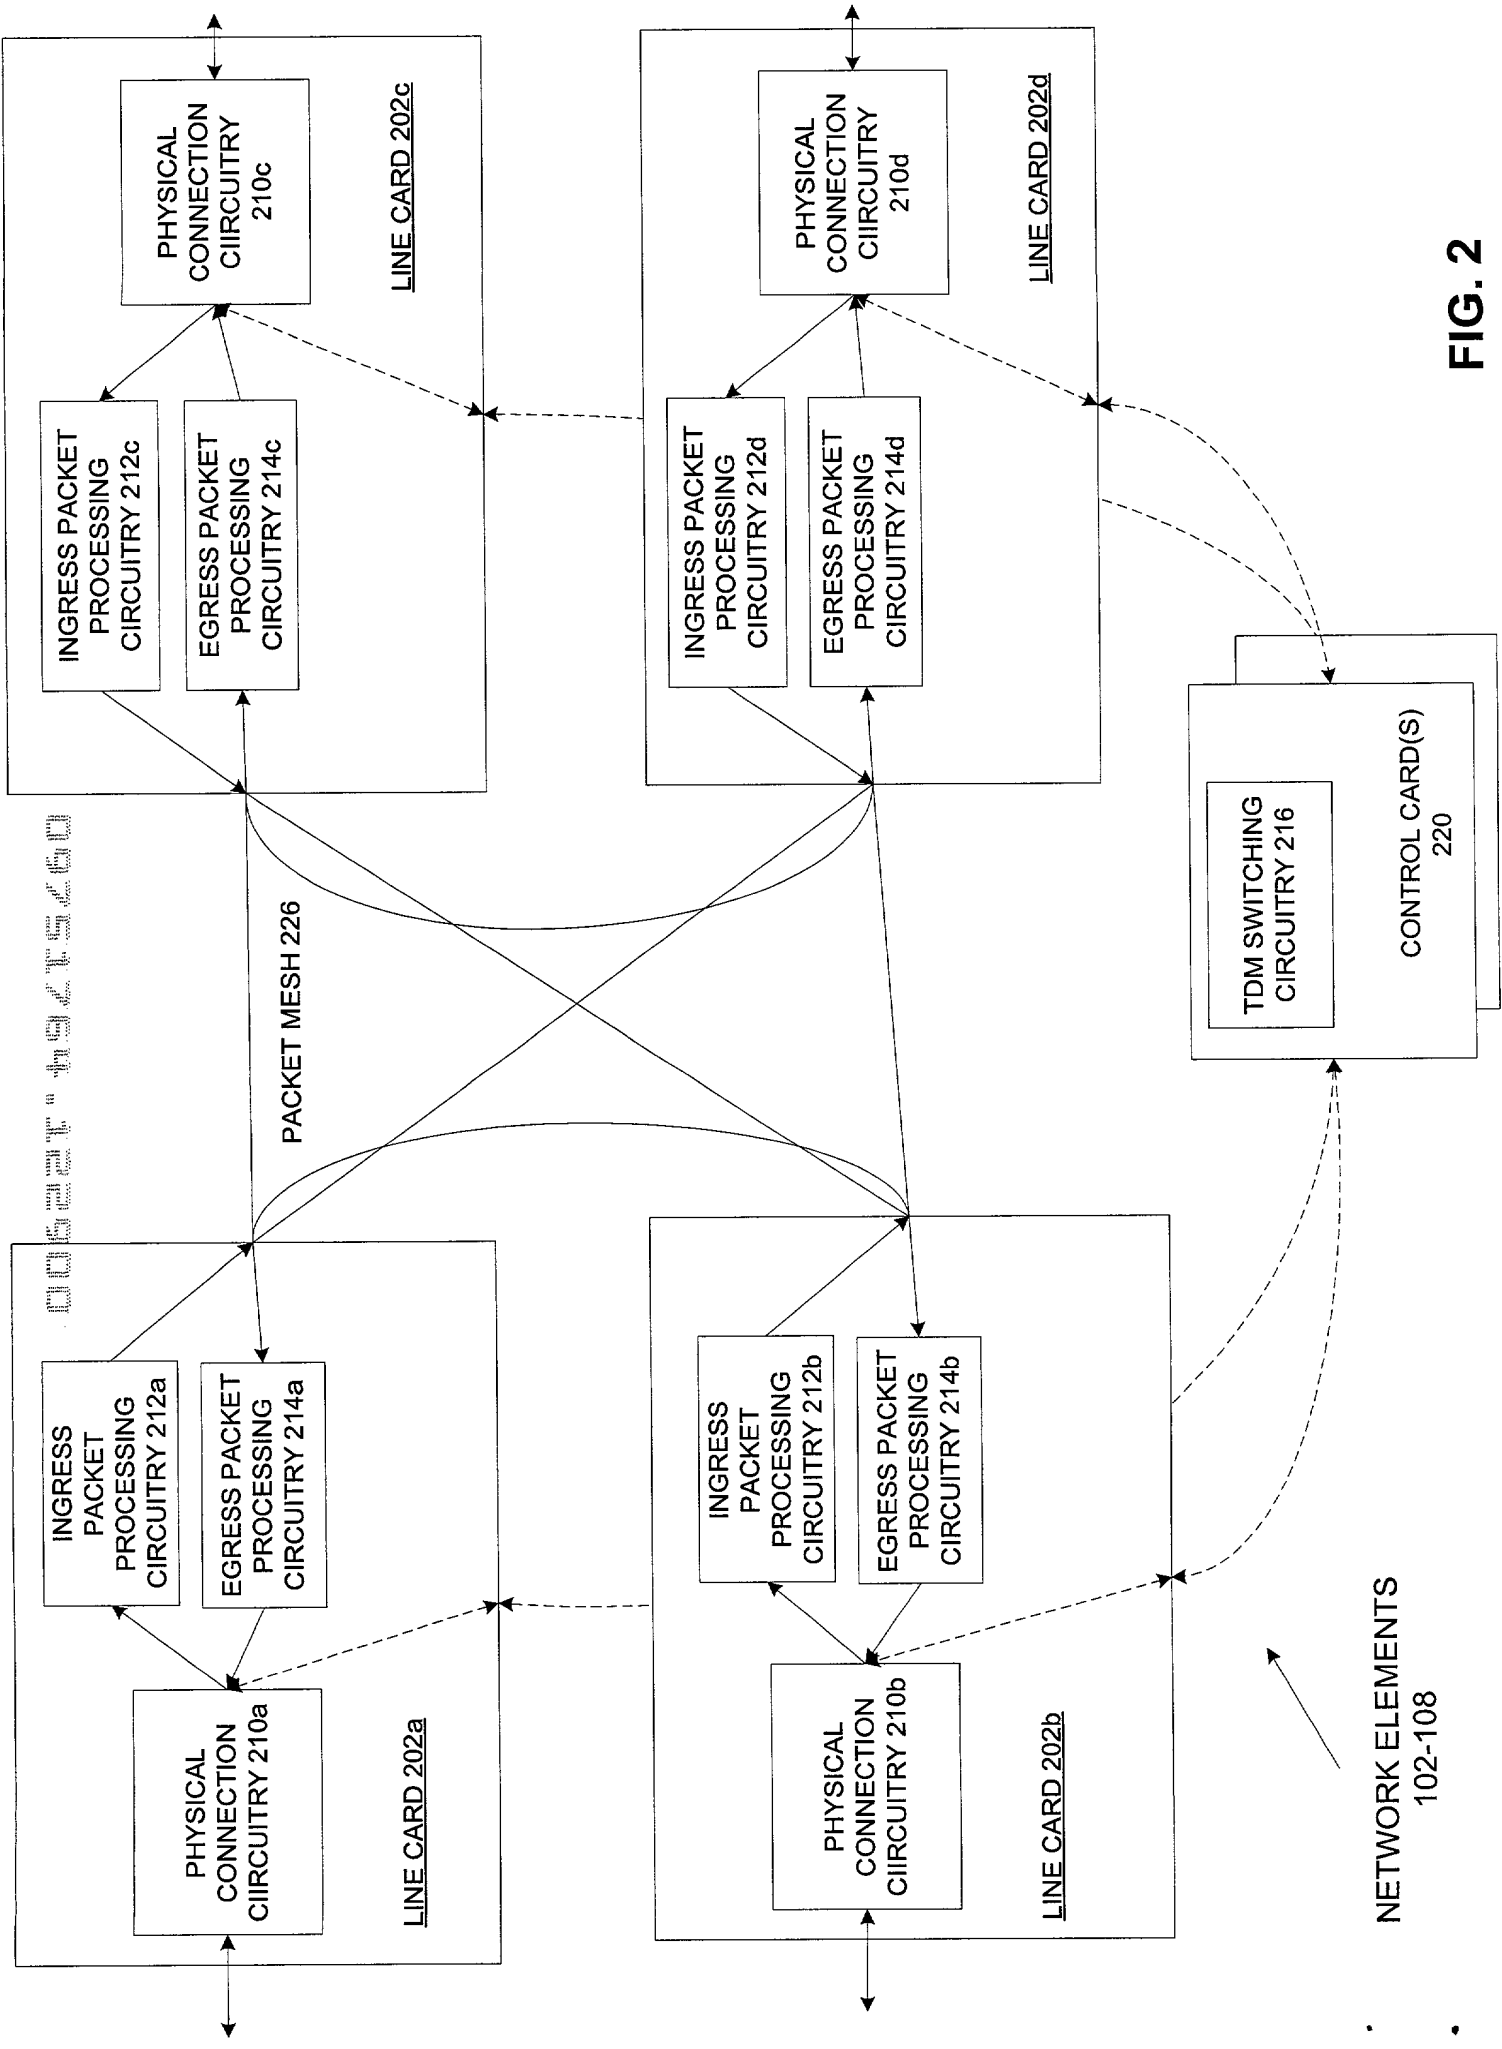 PHYSICAL
CONNECTION
CIIRCUITRY 210a
INGRESS
PACKET
PROCESSING
CIRCUITRY 212a
EGRESS PACKET
PROCESSING
CIRCUITRY 214a
LINE CARD 202a
PACKET MESH 226
INGRESS PACKET
PROCESSING
CIRCUITRY 212c
EGRESS PACKET
PROCESSING
CIRCUITRY 214c
PHYSICAL
CONNECTION
CIIRCUITRY
210c
LINE CARD 202c
PHYSICAL
CONNECTION
CIIRCUITRY 210b
INGRESS
PACKET
PROCESSING
CIRCUITRY 212b
EGRESS PACKET
PROCESSING
CIRCUITRY 214b
LINE CARD 202b
INGRESS PACKET
PROCESSING
CIRCUITRY 212d
EGRESS PACKET
PROCESSING
CIRCUITRY 214d
PHYSICAL
CONNECTION
CIIRCUITRY
210d
LINE CARD 202d
TDM SWITCHING
CIRCUITRY 216
CONTROL CARD(S)
220
NETWORK ELEMENTS
102-108
FIG. 2